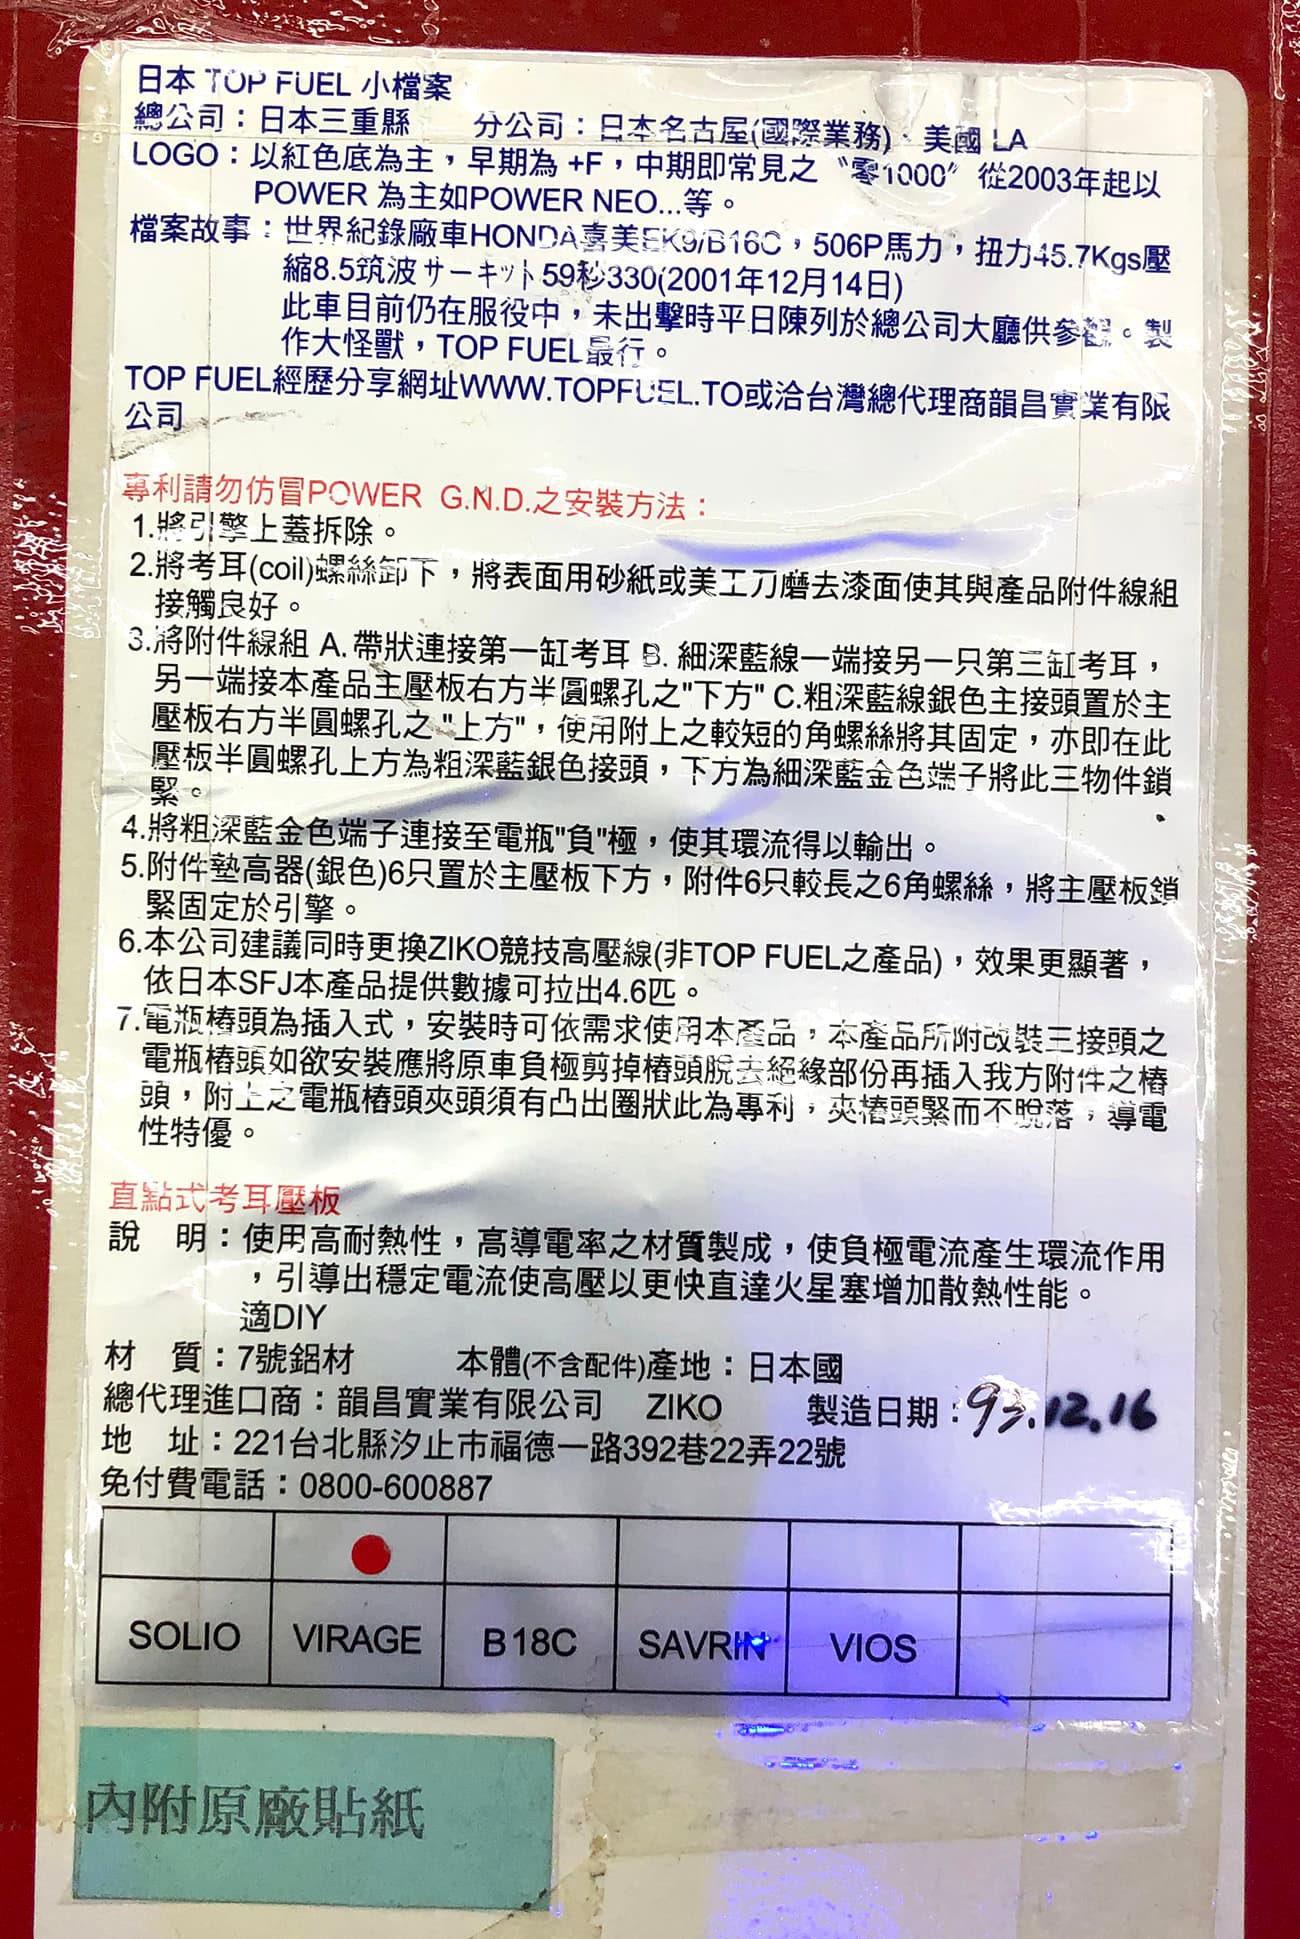 日本 TOP FUEL 小檔案
總公司：日本三重縣　　分公司：日本名古屋(國際業務)、美國 LA
LOGO：以紅色底為主，早期為 +F，中期即常見之〝零1000〞從2003年起以
POWER 為主如POWER NEO...等。
檔案故事：世界紀錄廠車HONDA喜美EK9/B16C，506P馬力，扭力45.7Kgs壓
縮8.5筑波サーキット59秒330(2001年12月14日)
此車目前仍在服役中，未出擊時平日陳列於總公司大廳供參觀。製
作大怪獸，TOP FUEL最行。
TOP FUEL經歷分享網址WWW.TOPFUEL.TO或洽台灣總代理商韻昌實業有限
公司
專利請勿仿冒POWER G.N.D.之安裝方法：
1.將引擎上蓋拆除。
2.將考耳(coil)螺絲卸下，將表面用砂紙或美工刀磨去漆面使其與產品附件線組
接觸良好。
3.將附件線組 A.帶狀連接第一缸考耳 B. 細深藍線一端接另一只第三缸考耳，
另一端接本產品主壓板右方半圓螺孔之"下方" C.粗深藍線銀色主接頭置於主
壓板右方半圓螺孔之 "上方"，使用附上之較短的角螺絲將其固定，亦即在此
壓板半圓螺孔上方為粗深藍銀色接頭，下方為細深藍金色端子將此三物件鎖
緊。
4.將粗深藍金色端子連接至電瓶"負"極，使其環流得以輸出。
5.附件墊高器(銀色)6只置於主壓板下方，附件6只較長之6角螺絲，將主壓板鎖
緊固定於引擎。
6.本公司建議同時更換ZIKO競技高壓線(非TOP FUEL之產品)，效果更顯著，
依日本SFJ本產品提供數據可拉出4.6匹。
7.電瓶樁頭為插入式，安裝時可依需求使用本產品，本產品所附改裝三接頭之
電瓶樁頭如欲安裝應將原車負極剪掉樁頭脫去絕緣部份再插入我方附件之樁
頭，附上之電瓶樁頭夾頭須有凸出圈狀此為專利，夾樁頭緊而不脫落，導電
性特優。
直點式考耳壓板
說　明：使用高耐熱性，高導電率之材質製成，使負極電流產生環流作用
，引導出穩定電流使高壓以更快直達火星塞增加散熱性能。
適DIY
材　質：7號鋁材　　　本體(不含配件)產地：日本國
總代理進口商：韻昌實業有限公司　ZIKO　　製造日期：93.12.16
地　址：221台北縣汐止市福德一路392巷22弄22號
免付費電話：0800-600887
SOLIO VIRAGE B18C SAVRIN VIOS
內附原廠貼紙